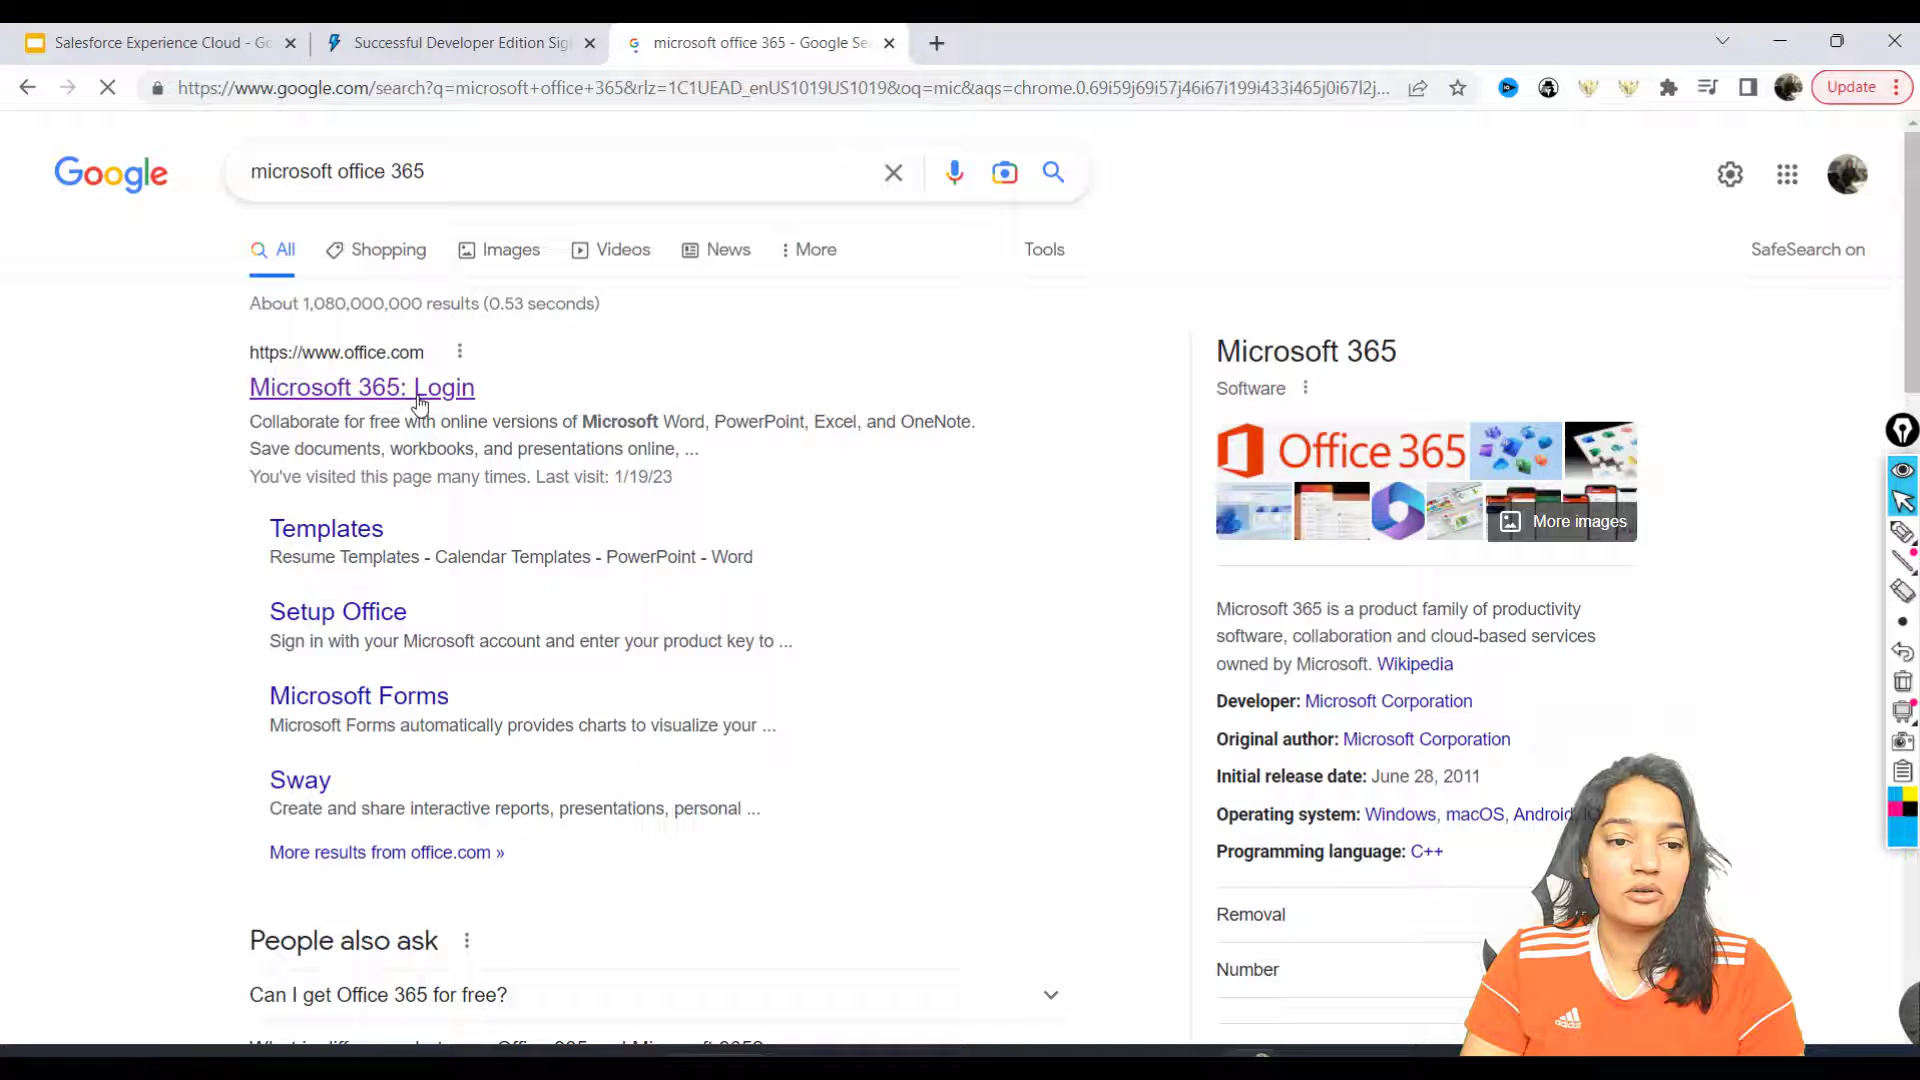 Salesforce Experience Cloud - Go
Successful Developer Edition Sig
microsoft office 365 - Google Se
https://www.google.com/search?q=microsoft+office+365&rlz=1C1UEAD_enUS1019US1019&oq=mic&aqs=chrome.0.69i59j69i57j46i67i199i433i465j0i67l2j...
Update
Google
microsoft office 365
All
Shopping
Images
Videos
News
More
Tools
SafeSearch on
About 1,080,000,000 results (0.53 seconds)
https://www.office.com
Microsoft 365: Login
Collaborate for free with online versions of Microsoft Word, PowerPoint, Excel, and OneNote.
Save documents, workbooks, and presentations online, ...
You've visited this page many times. Last visit: 1/19/23
Templates
Resume Templates - Calendar Templates - PowerPoint - Word
Setup Office
Sign in with your Microsoft account and enter your product key to ...
Microsoft Forms
Microsoft Forms automatically provides charts to visualize your ...
Sway
Create and share interactive reports, presentations, personal ...
More results from office.com »
People also ask
Can I get Office 365 for free?
Microsoft 365
Software
Office 365
More images
Microsoft 365 is a product family of productivity
software, collaboration and cloud-based services
owned by Microsoft. Wikipedia
Developer: Microsoft Corporation
Original author: Microsoft Corporation
Initial release date: June 28, 2011
Operating system: Windows, macOS, Android,
Programming language: C++
Removal
Number
adidas